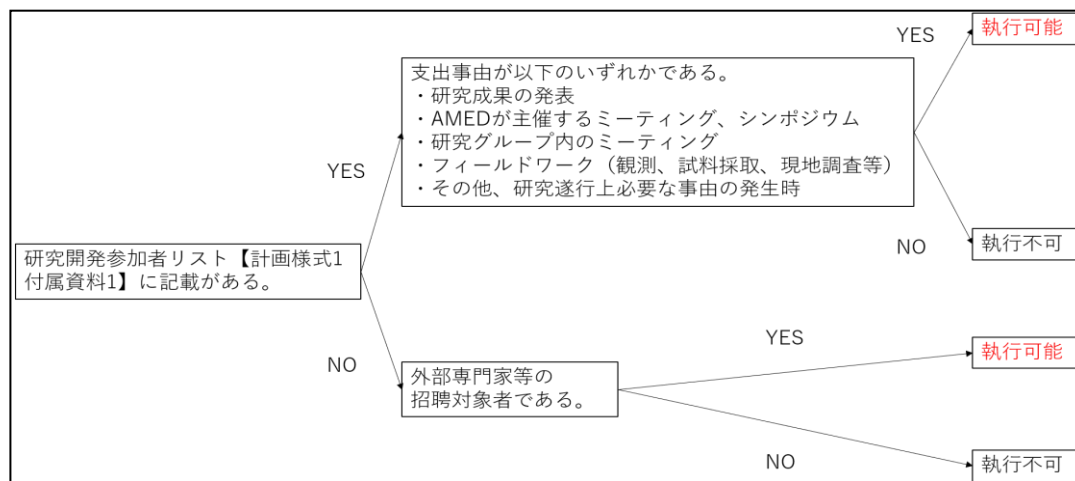 研究開発参加者リスト【計画様式1
付属資料1】に記載がある。
YES
支出事由が以下のいずれかである。
・研究成果の発表
・AMEDが主催するミーティング、シンポジウム
・研究グループ内のミーティング
・フィールドワーク（観測、試料採取、現地調査等）
・その他、研究遂行上必要な事由の発生時
YES
執行可能
NO
執行不可
NO
外部専門家等の
招聘対象者である。
YES
執行可能
NO
執行不可